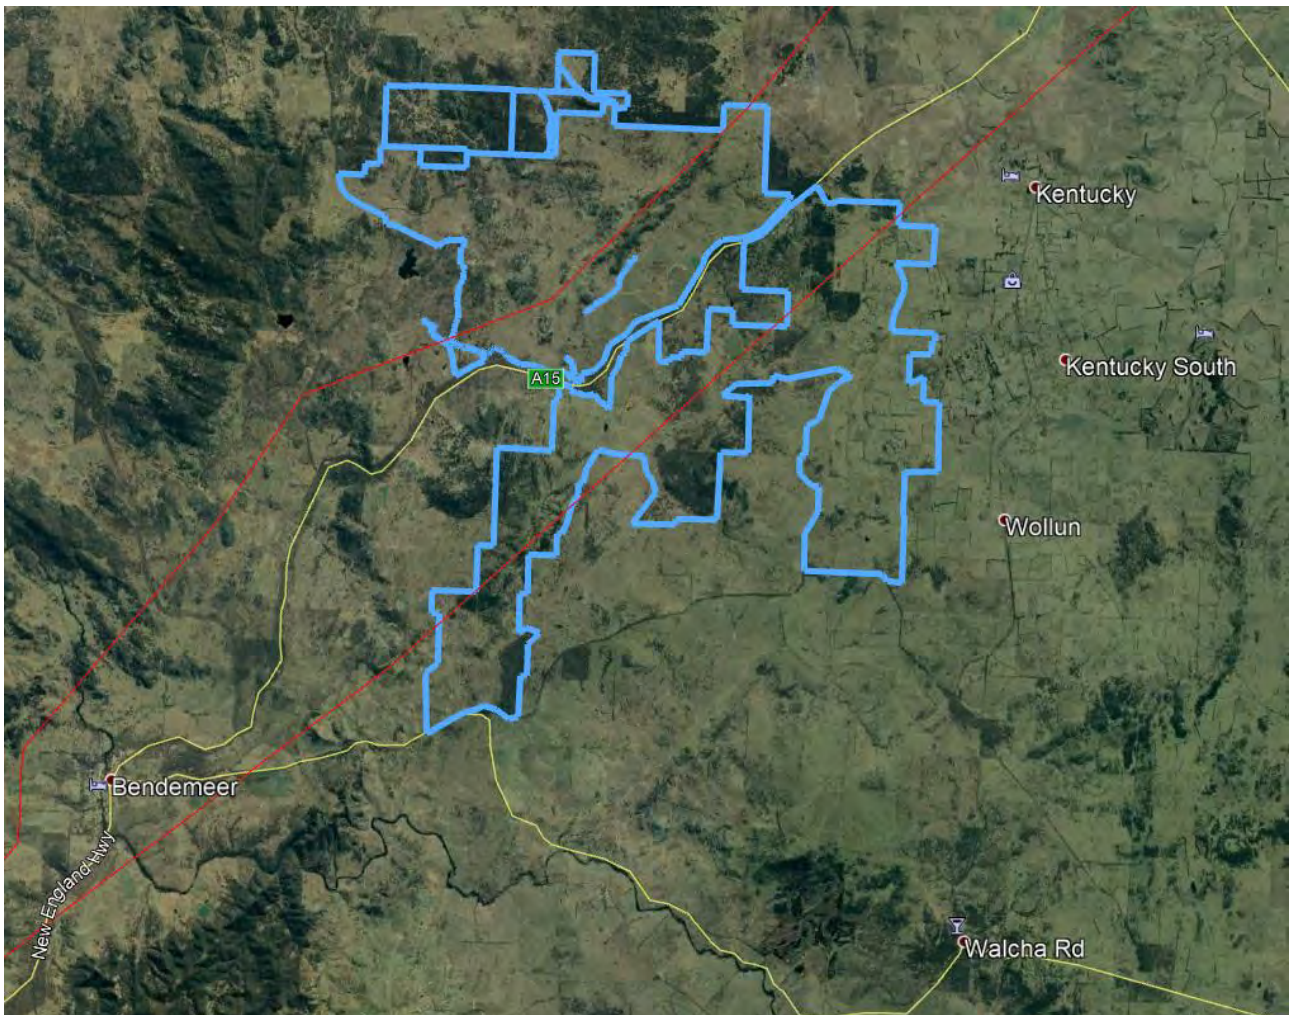 Kentucky
Kentucky South
A15
Wollun
Bendemeer
New-England-Hwy
Walcha Rd